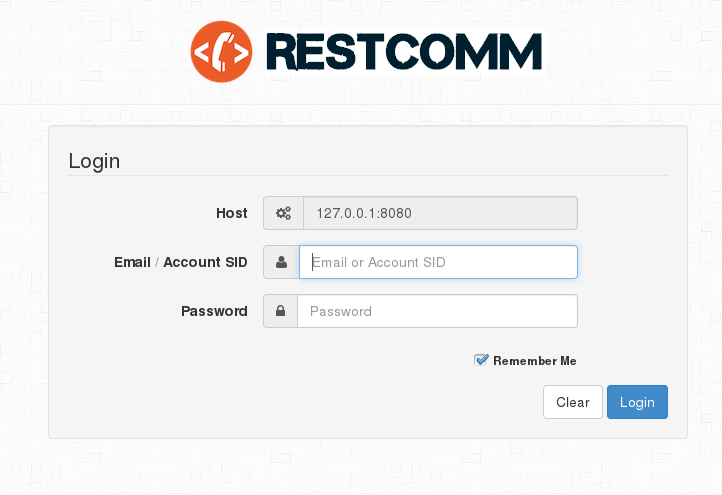 RESTCOMM
Login
Host 127.0.0.1:8080
Email / Account SID Email or Account SID
Password Password
Remember Me
Clear Login